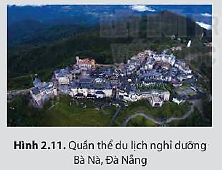 Hình 2.11. Quần thể du lịch nghỉ dưỡng
Bà Nà, Đà Nẵng